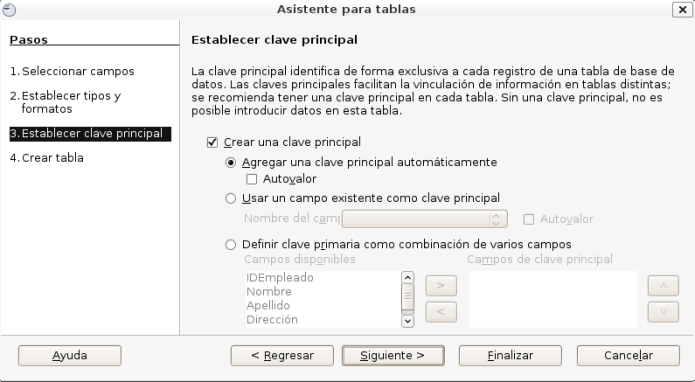 Asistente para tablas
Pasos
1. Seleccionar campos
2. Establecer tipos y
formatos
3. Establecer clave principal
4. Crear tabla
Establecer clave principal
La clave principal identifica de forma exclusiva a cada registro de una tabla de base de
datos. Las claves principales facilitan la vinculación de información en tablas distintas;
se recomienda tener una clave principal en cada tabla. Sin una clave principal, no es
posible introducir datos en esta tabla.
Crear una clave principal
Agregar una clave principal automáticamente
Autovalor
Usar un campo existente como clave principal
Nombre del camp
Autovalor
Definir clave primaria como combinación de varios campos
Campos disponibles
Campos de clave principal
IDEmpleado
Nombre
Apellido
Dirección
>
<
Ayuda
< Regresar
Siguiente >
Finalizar
Cancelar